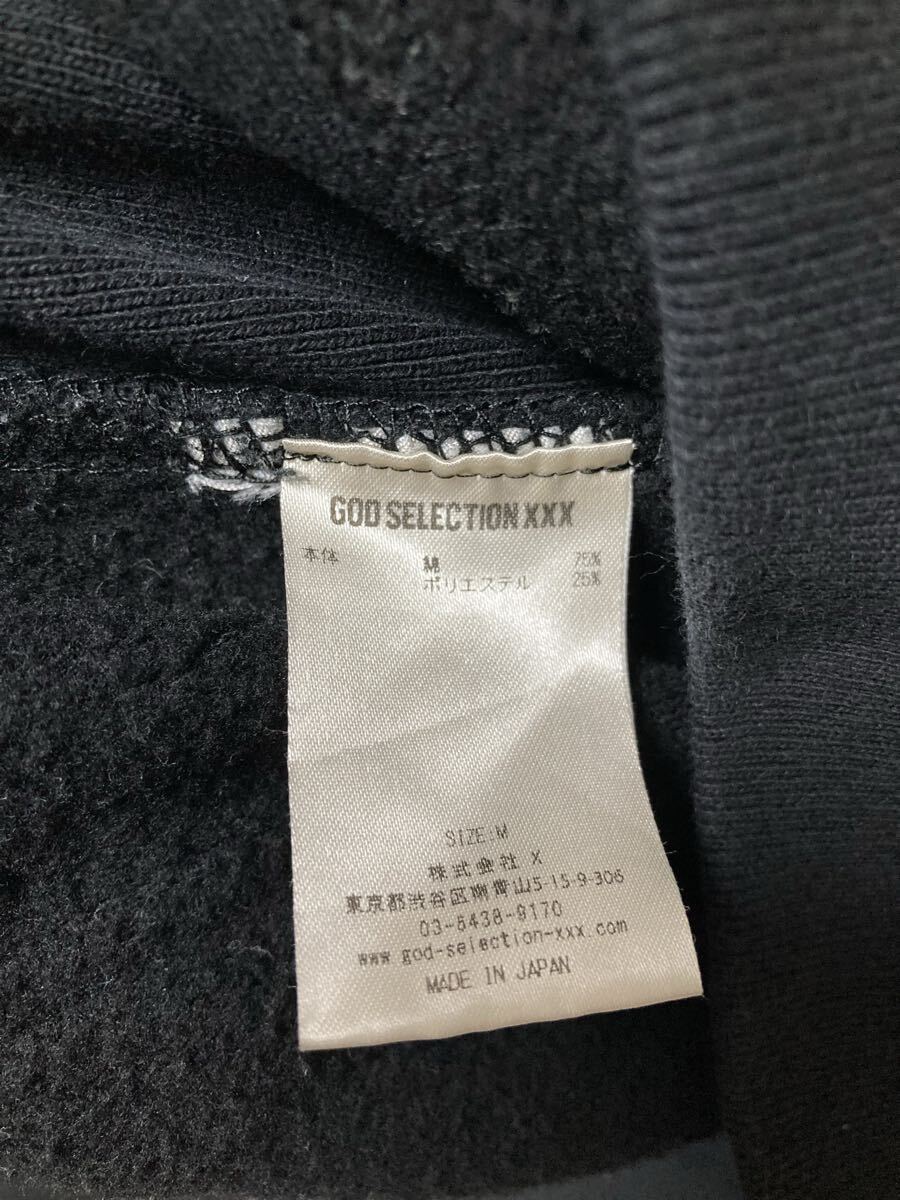 GOD SELECTION XXX
本体 綿 75%
ポリエステル 25%
SIZE:M
株式会社 X
東京都渋谷区南青山5-15-9-306
03-6438-9170
www.god-selection-xxx.com
MADE IN JAPAN